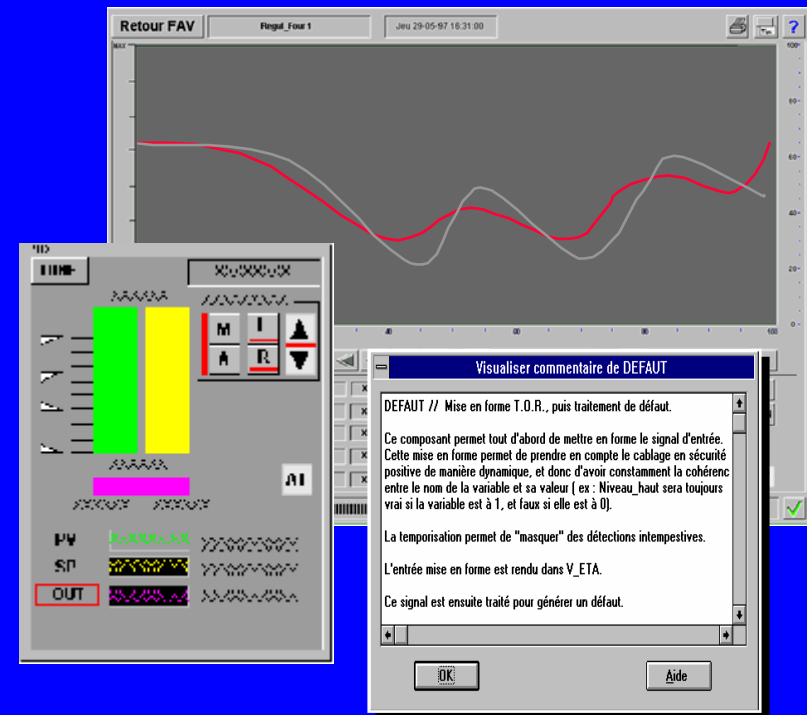 Retour FAV
Regul_Four 1
Jeu 29-05-97 16:31:00
?
MAX
100-
80-
60-
40-
20-
0-
40
60
80
100
M
I
A
R
A1
PV
SP
OUT
Visualiser commentaire de DEFAUT
DEFAUT // Mise en forme T.O.R., puis traitement de défaut.
Ce composant permet tout d'abord de mettre en forme le signal d'entrée.
Cette mise en forme permet de prendre en compte le cablage en sécurité
positive de manière dynamique, et donc d'avoir constamment la cohérenc
entre le nom de la variable et sa valeur ( ex : Niveau_haut sera toujours
vrai si la variable est à 1, et faux si elle est à 0).
La temporisation permet de "masquer" des détections intempestives.
L'entrée mise en forme est rendu dans V_ETA.
Ce signal est ensuite traité pour générer un défaut.
OK
Aide